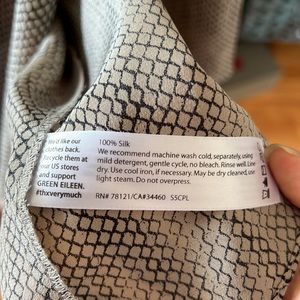 We'd like our
clothes back.
Recycle them at
our US stores
and support
GREEN EILEEN.
#thxverymuch
100% Silk
We recommend machine wash cold, separately, using
mild detergent, gentle cycle, no bleach. Rinse well. Line
dry. Use cool iron, if necessary. May be dry cleaned, use
light steam. Do not overpress.
RN# 78121/CA#34460 S5CPL